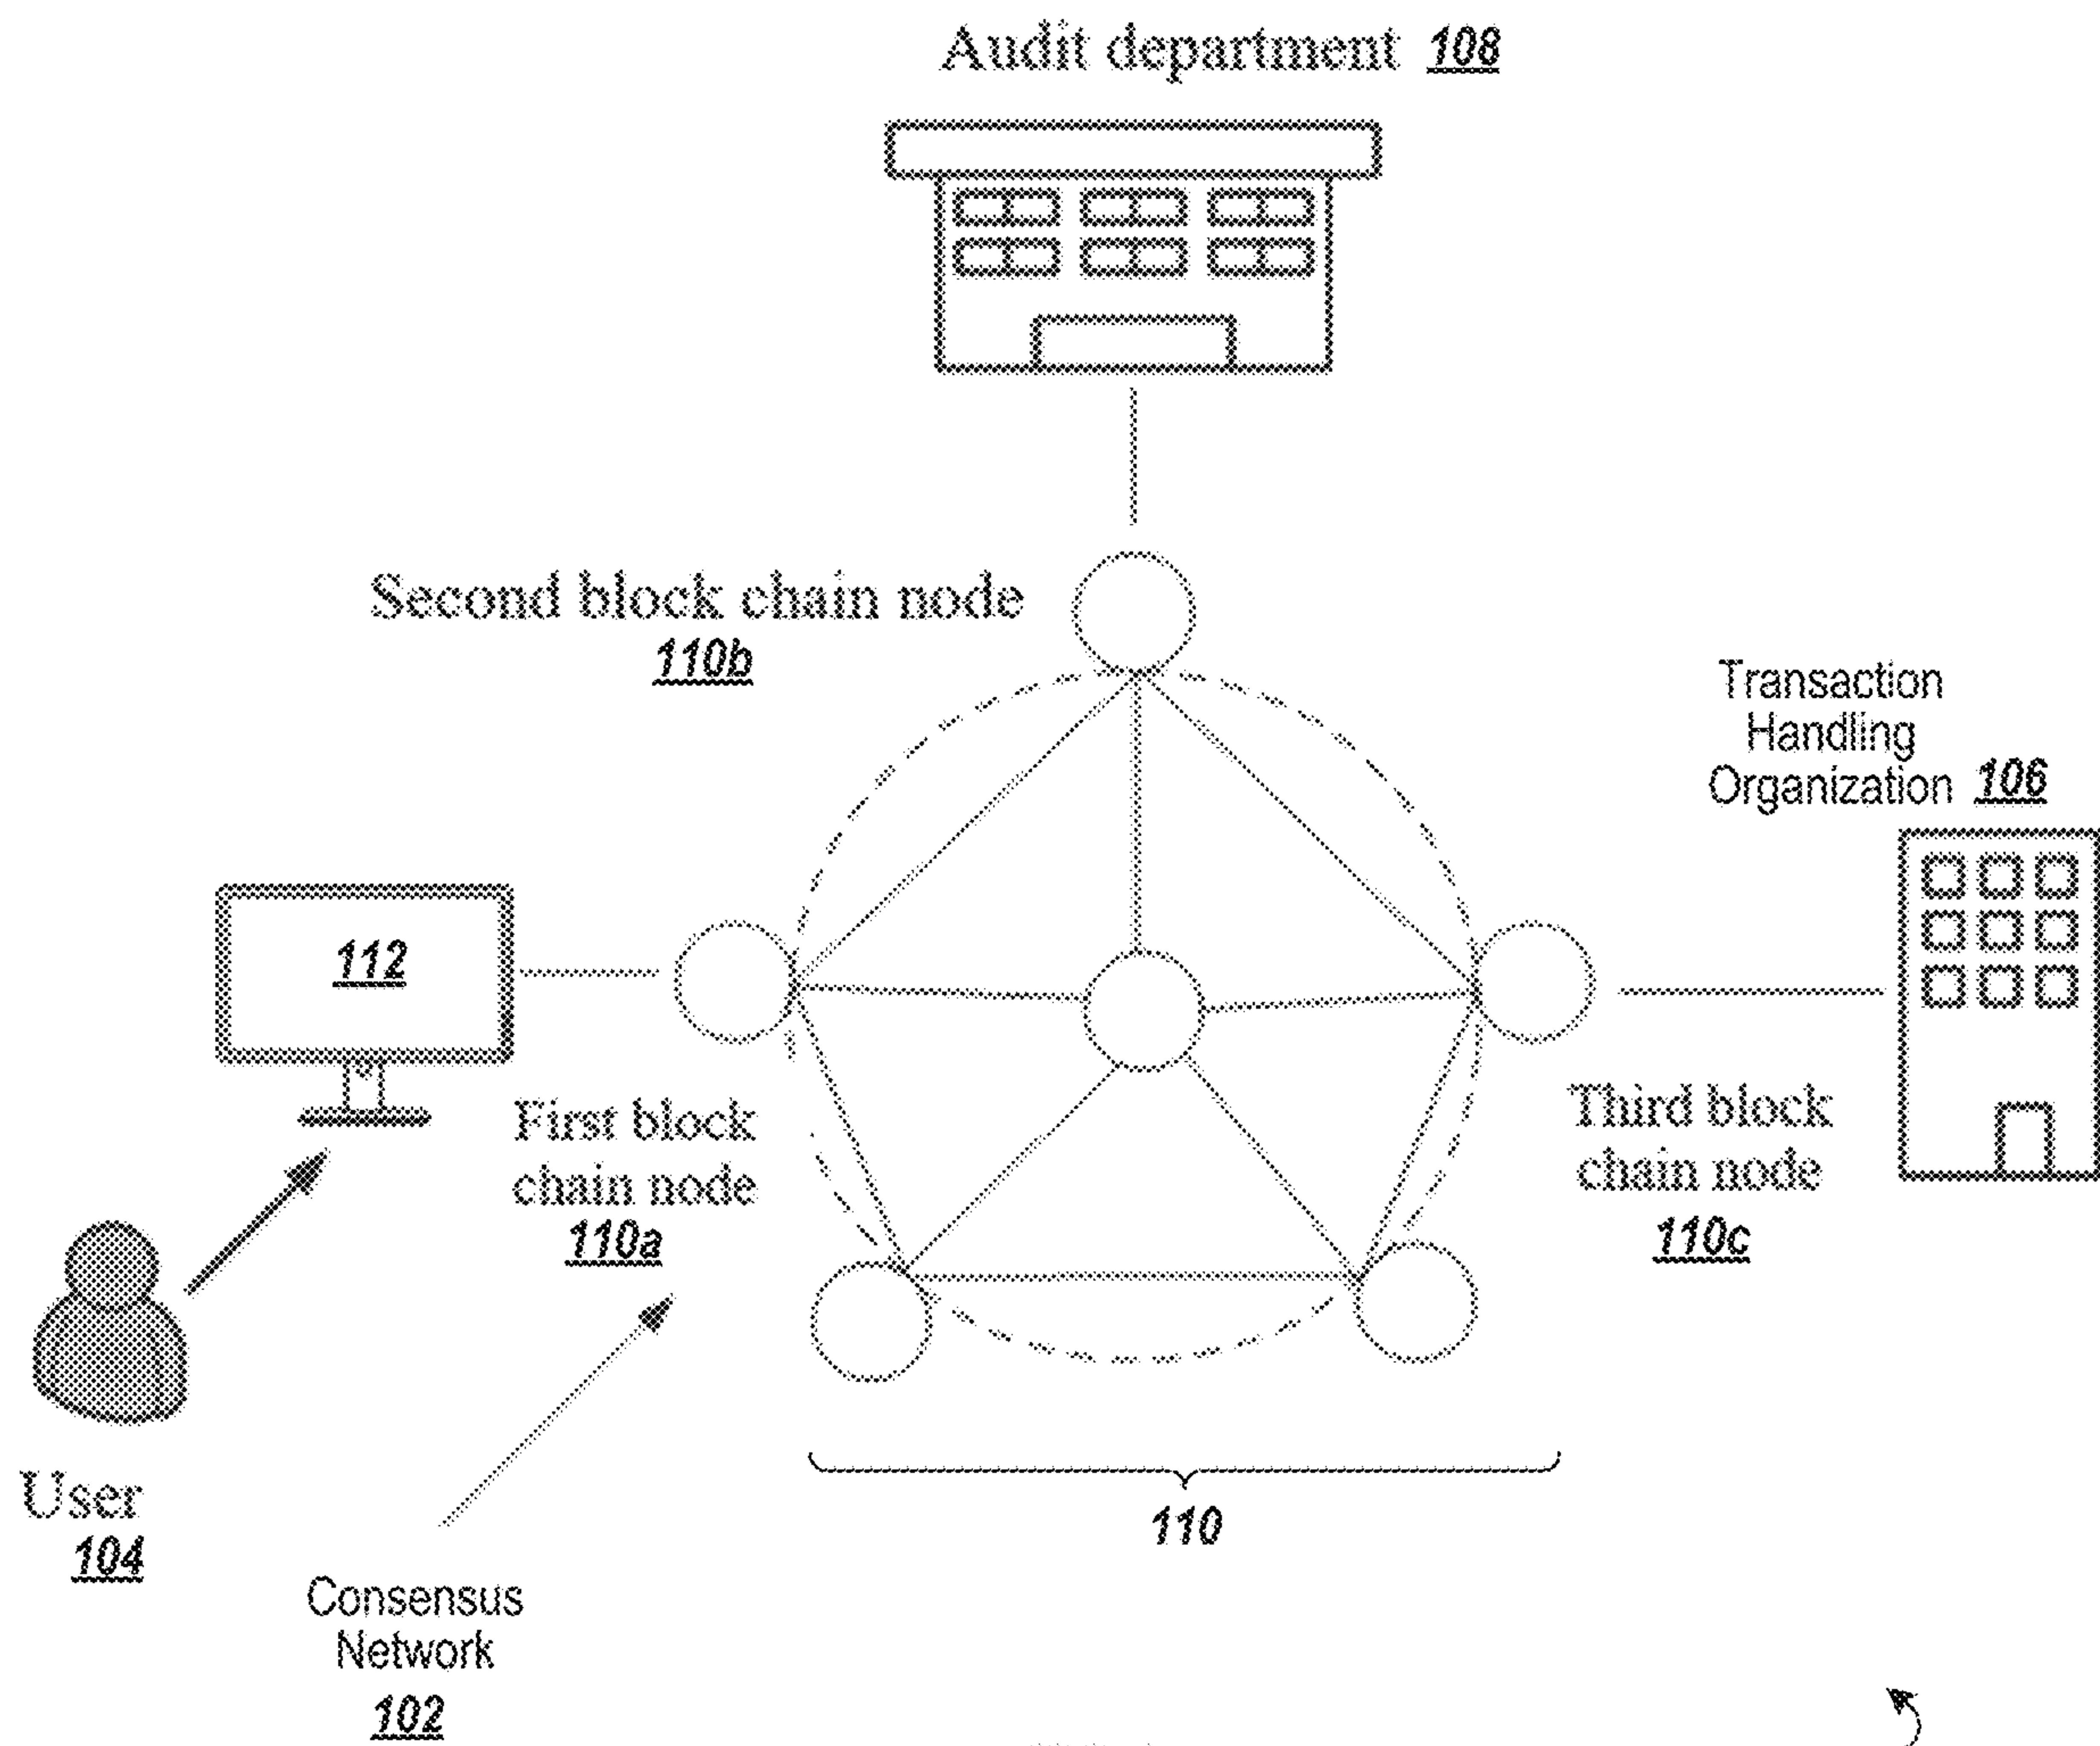 Audit department 108
Second block chain node
110b
Transaction
Handling
Organization 106
112
First block
chain node
110a
Third block
chain node
110c
110
User
104
Consensus
Network
102